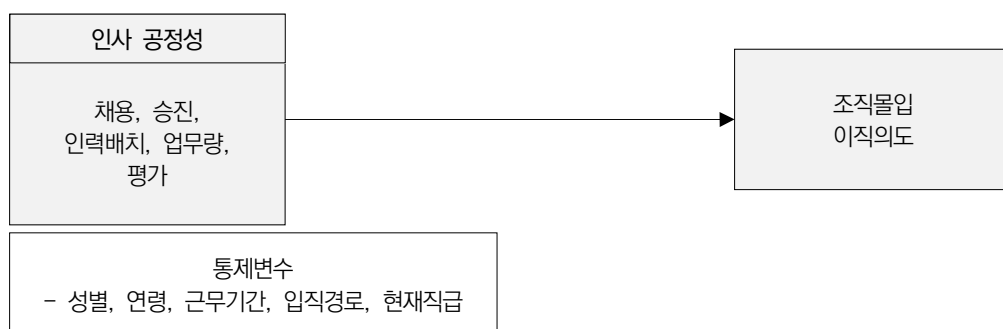 인사 공정성
채용, 승진,
인력배치, 업무량,
평가
조직몰입
이직의도
통제변수
- 성별, 연령, 근무기간, 입직경로, 현재직급